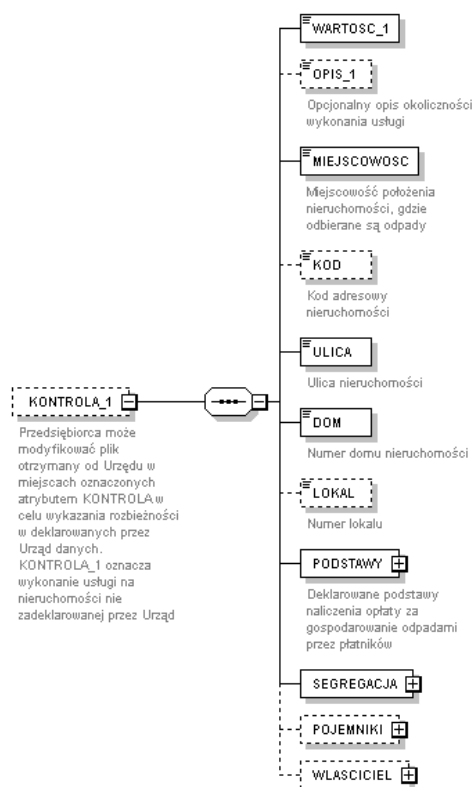 WARTOSC_1
OPIS_1
Opcjonalny opis okoliczności
wykonania usługi
MIEJSCOWOSC
Miejscowość położenia
nieruchomości, gdzie
odbierane są odpady
KOD
Kod adresowy
nieruchomości
ULICA
Ulica nieruchomości
DOM
Numer domu nieruchomości
LOKAL
Numer lokalu
PODSTAWY
Deklarowane podstawy
naliczenia opłaty za
gospodarowanie odpadami
przez płatników
SEGREGACJA
POJEMNIKI
WLASCICIEL
KONTROLA_1
Przedsiębiorca może
modyfikować plik
otrzymany od Urzędu w
miejscach oznaczonych
atrybutem KONTROLA w
celu wykazania rozbieżności
w deklarowanych przez
Urząd danych.
KONTROLA_1 oznacza
wykonanie usługi na
nieruchomości nie
zadeklarowanej przez Urząd